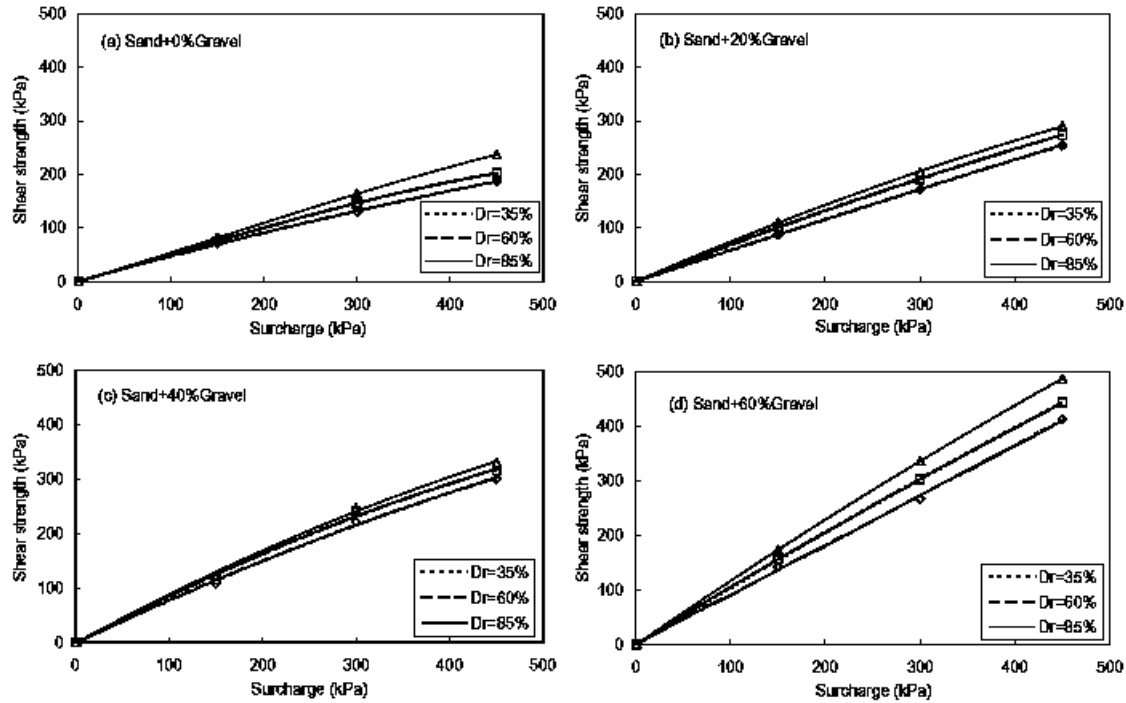 (a) Sand+0%Gravel
Shear strength (kPa)
500
400
300
200
100
0
Dr=35%
Dr=60%
Dr=85%
0 100 200 300 400 500
Surcharge (kPa)
(b) Sand+20%Gravel
Shear strength (kPa)
500
400
300
200
100
0
Dr=35%
Dr=60%
Dr=85%
0 100 200 300 400 500
Surcharge (kPa)
(c) Sand+40%Gravel
Shear strength (kPa)
500
400
300
200
100
0
Dr=35%
Dr=60%
Dr=85%
0 100 200 300 400 500
Surcharge (kPa)
(d) Sand+60%Gravel
Shear strength (kPa)
500
400
300
200
100
0
Dr=35%
Dr=60%
Dr=85%
0 100 200 300 400 500
Surcharge (kPa)